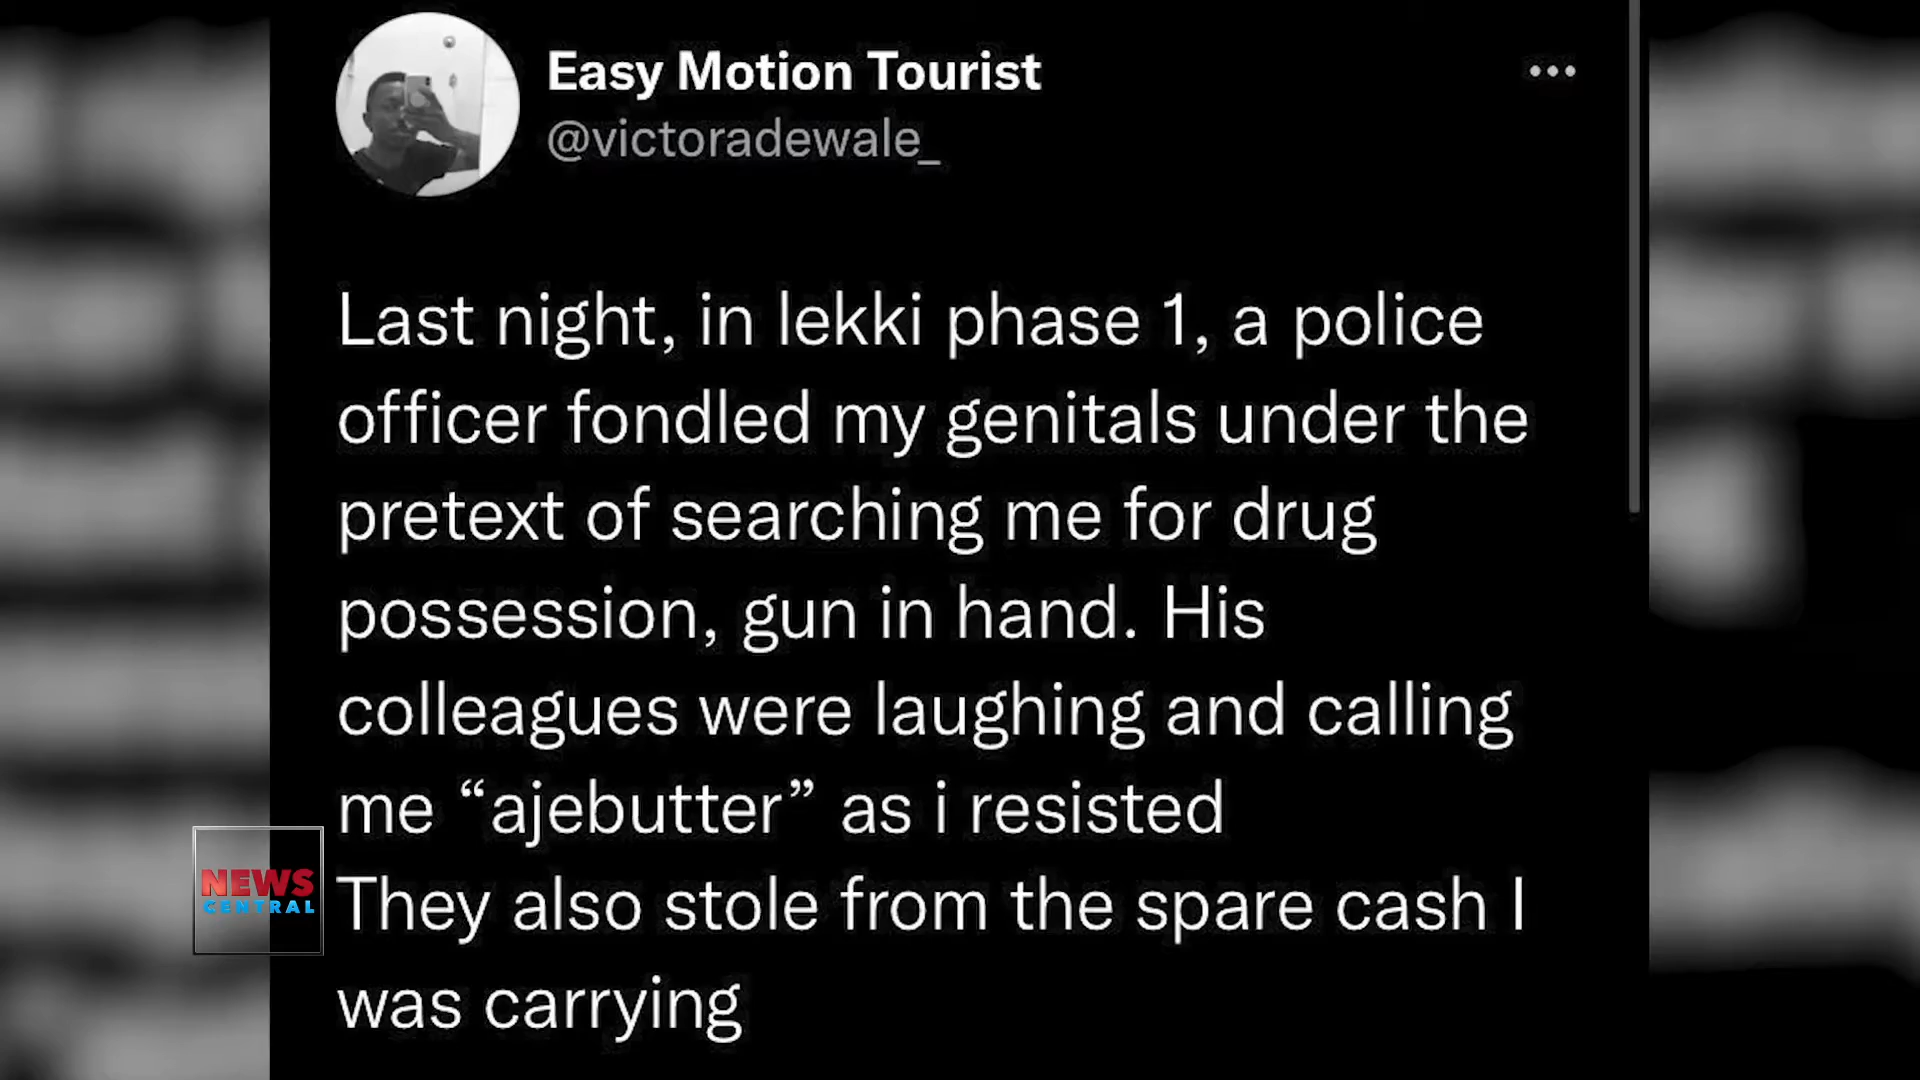 Easy Motion Tourist
@victoradewale_
Last night, in lekki phase 1, a police
officer fondled my genitals under the
pretext of searching me for drug
possession, gun in hand. His
colleagues were laughing and calling
me “ajebutter” as i resisted
They also stole from the spare cash I
was carrying
NEWS
CENTRAL